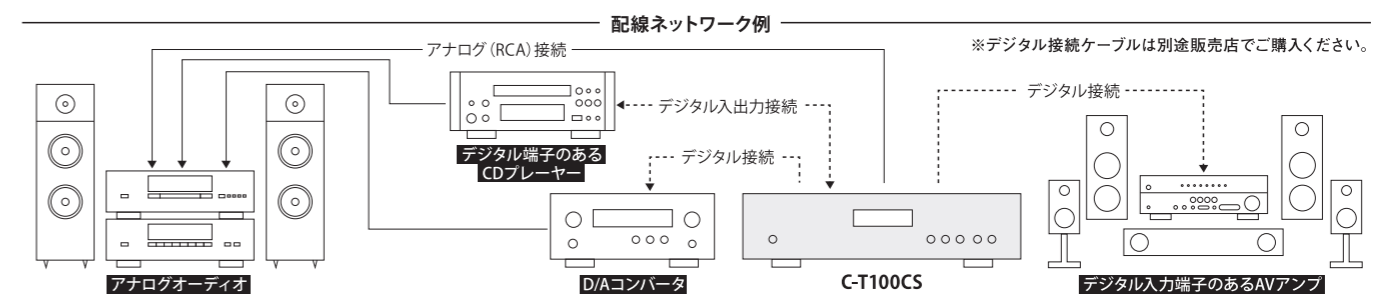 配線ネットワーク例
※デジタル接続ケーブルは別途販売店でご購入ください。
アナログ(RCA)接続
デジタル入出力接続
デジタル接続
デジタル接続
デジタル端子のある
CDプレーヤー
アナログオーディオ
D/Aコンバータ
C-T100CS
デジタル入力端子のあるAVアンプ